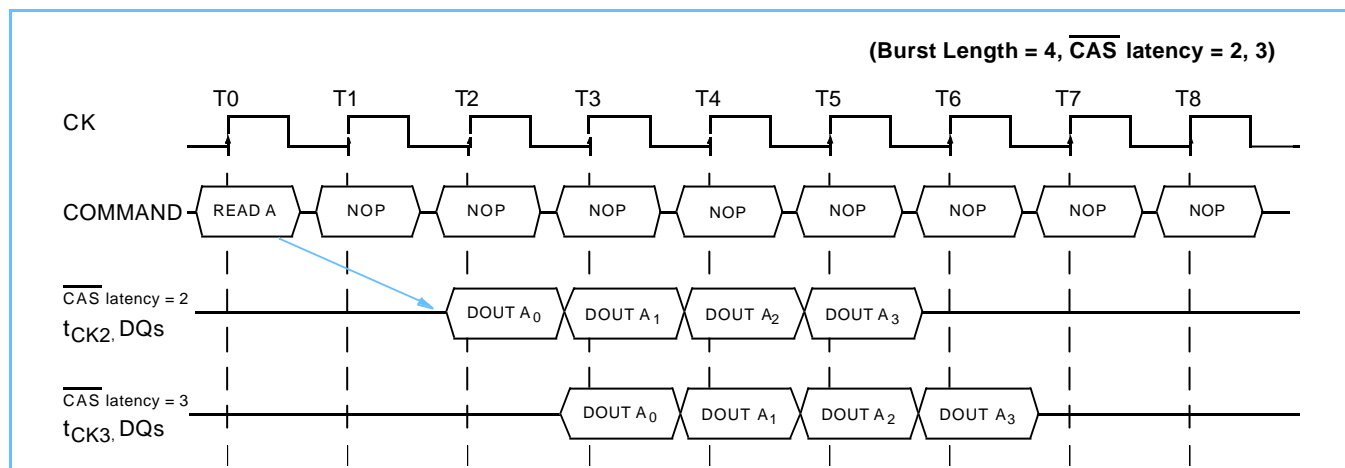 (Burst Length = 4, CAS latency = 2, 3)
T0 T1 T2 T3 T4 T5 T6 T7 T8
CK
COMMAND READ A NOP NOP NOP NOP NOP NOP NOP NOP
CAS latency = 2
tCK2, DQs DOUT A0 DOUT A1 DOUT A2 DOUT A3
CAS latency = 3
tCK3, DQs DOUT A0 DOUT A1 DOUT A2 DOUT A3